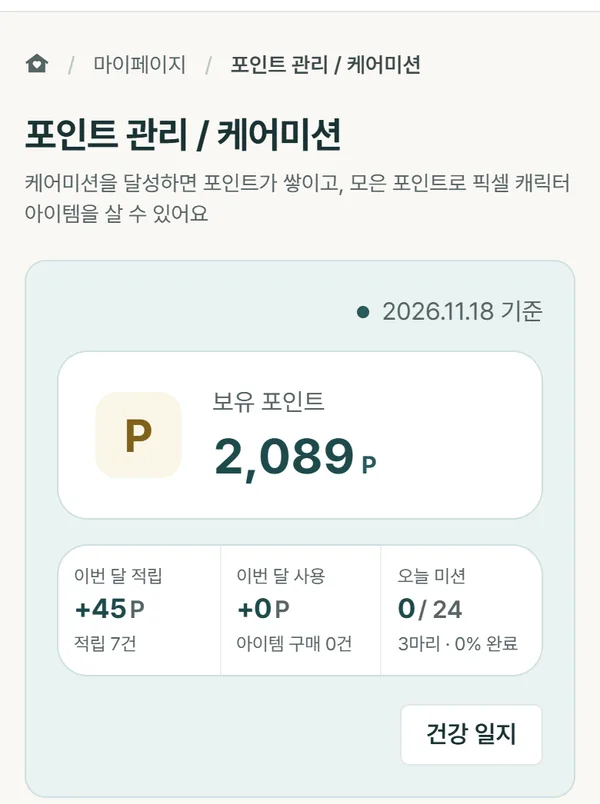 / 마이페이지 / 포인트 관리 / 케어미션
포인트 관리 / 케어미션
케어미션을 달성하면 포인트가 쌓이고, 모은 포인트로 픽셀 캐릭터
아이템을 살 수 있어요
2026.11.18 기준
P
보유 포인트
2,089 P
이번 달 적립
+45 P
적립 7건
이번 달 사용
+0 P
아이템 구매 0건
오늘 미션
0 / 24
3마리 · 0% 완료
건강 일지